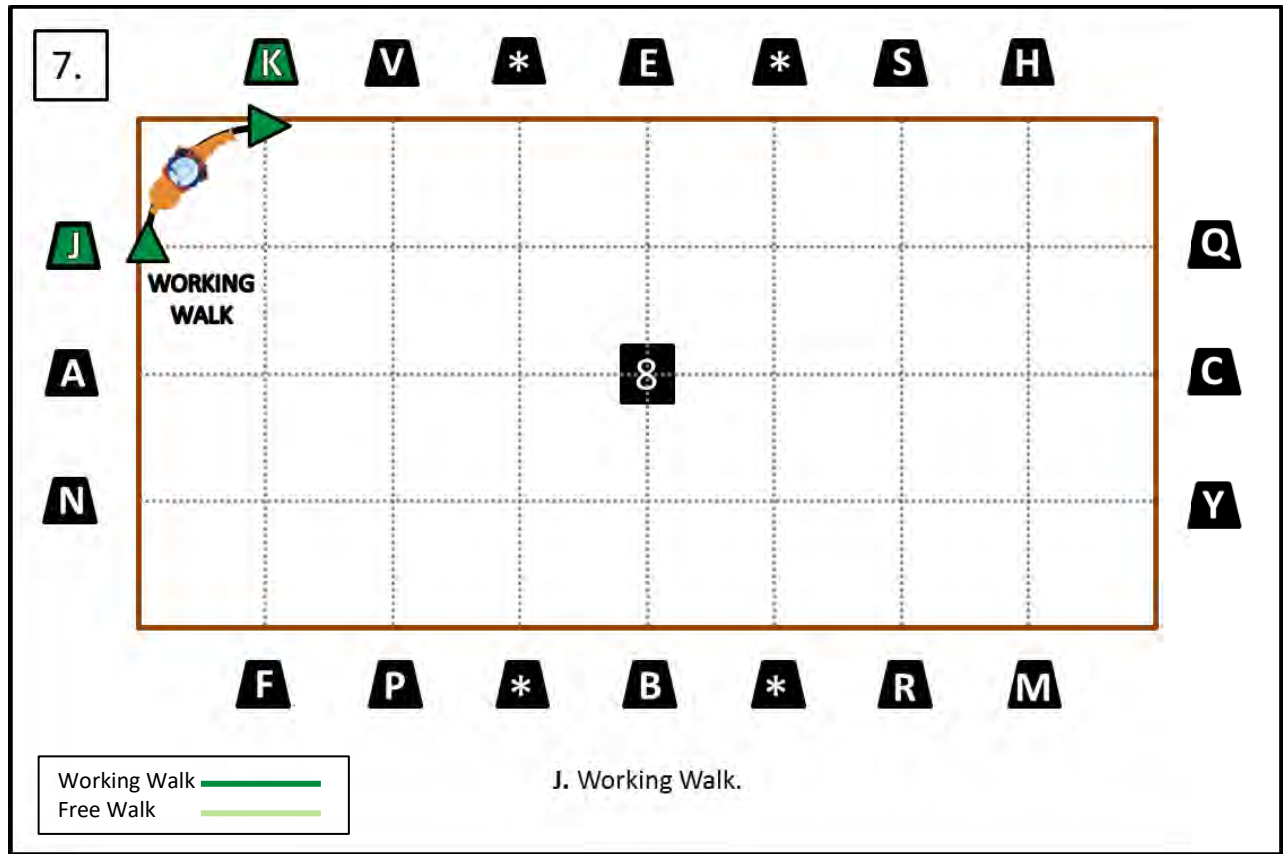 7.
K V * E * S H
J
Q
WORKING
WALK
A
8
C
N
Y
F P * B * R M
Working Walk
Free Walk
J. Working Walk.